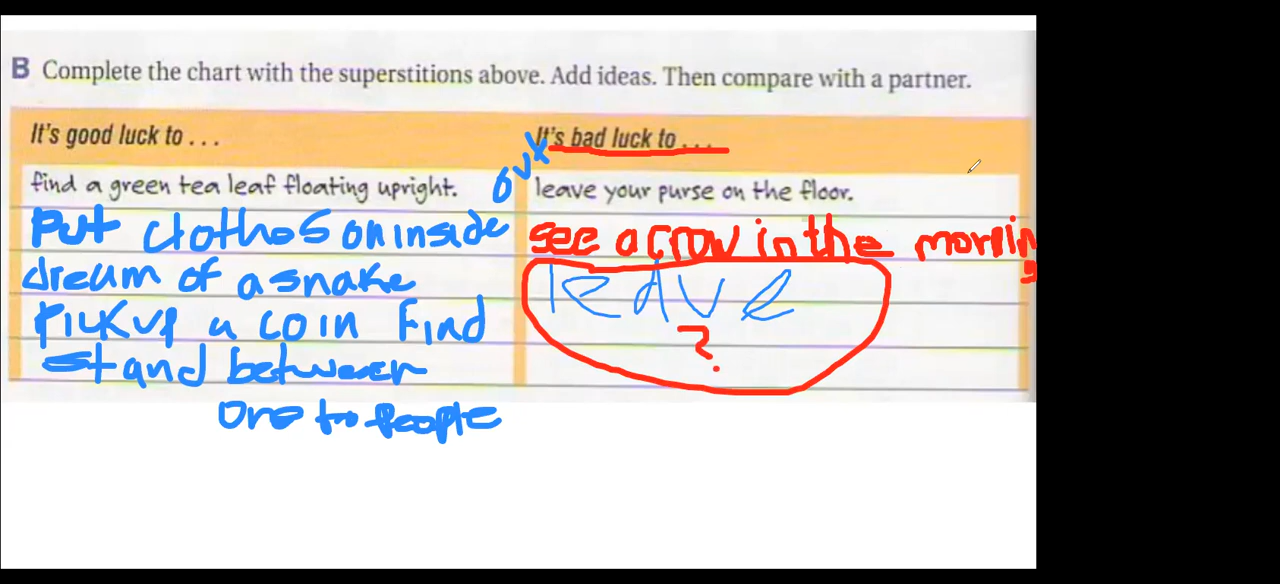 B Complete the chart with the superstitions above. Add ideas. Then compare with a partner.
It's good luck to . . .
It's bad luck to . . .
find a green tea leaf floating upright.
leave your purse on the floor.
Put clothes on inside out
see a crow in the morning
dream of a snake
leave
Pick up a coin Find
?
stand between
one to people